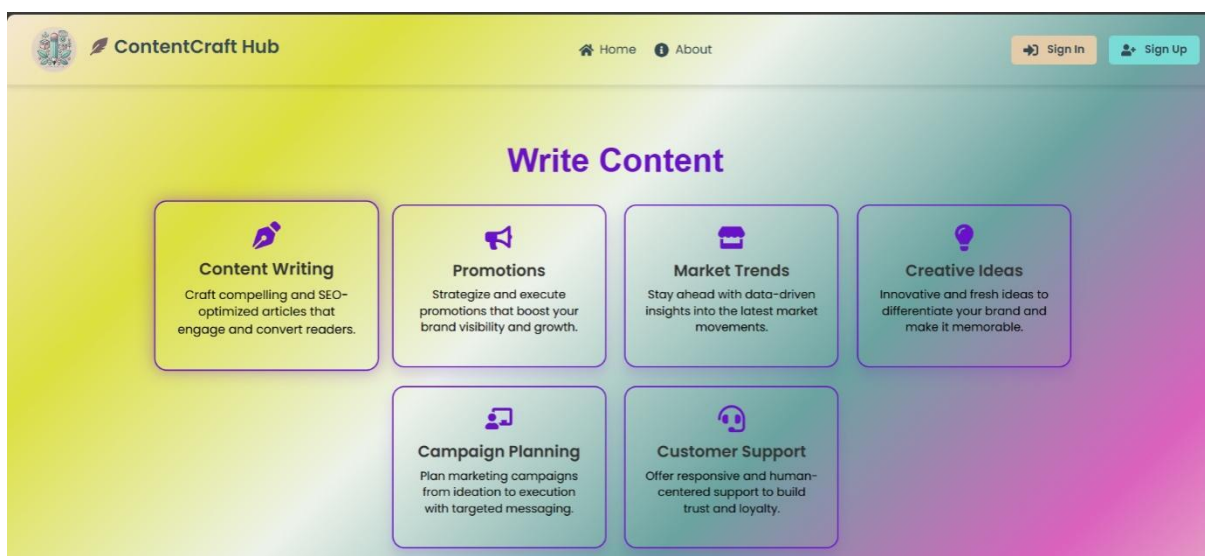 ContentCraft Hub
Home
About
Sign In
Sign Up
Write Content
Content Writing
Craft compelling and SEO-
optimized articles that
engage and convert readers.
Promotions
Strategize and execute
promotions that boost your
brand visibility and growth.
Market Trends
Stay ahead with data-driven
insights into the latest market
movements.
Creative Ideas
Innovative and fresh ideas to
differentiate your brand and
make it memorable.
Campaign Planning
Plan marketing campaigns
from ideation to execution
with targeted messaging.
Customer Support
Offer responsive and human-
centered support to build
trust and loyalty.